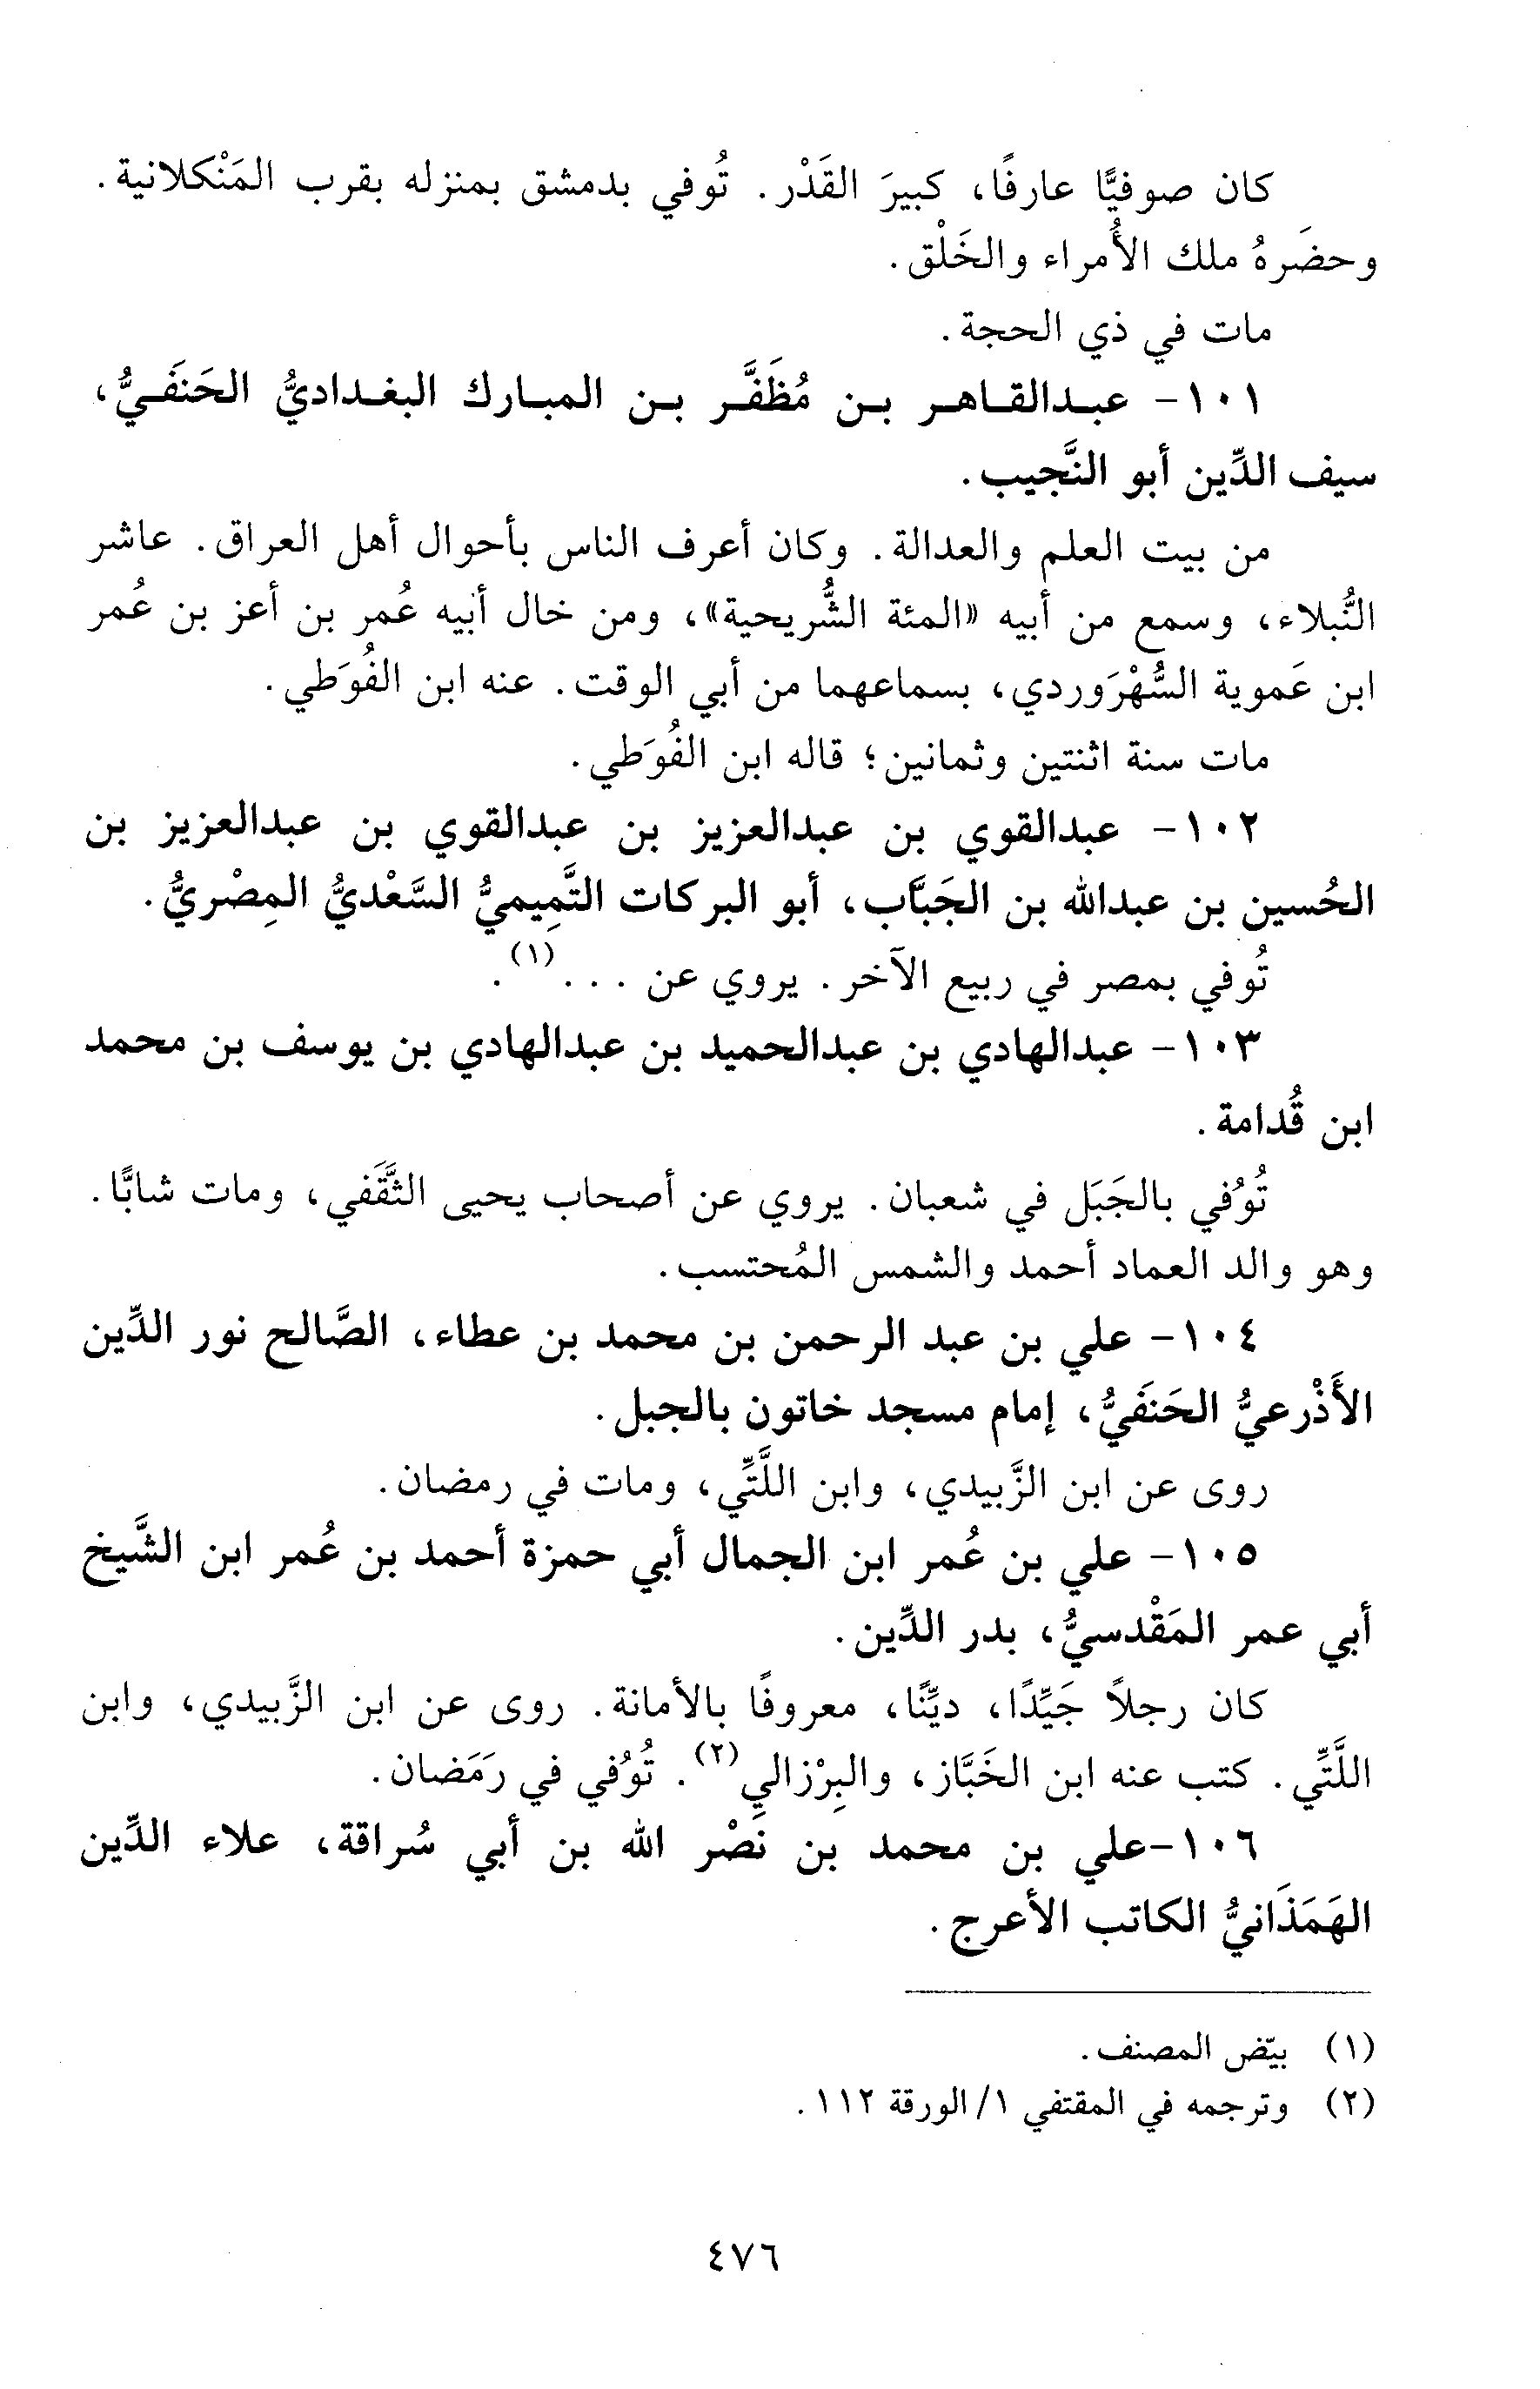 كان صوفيًّا عارفًا، كبيرَ القَدْر. تُوفي بدمشق بمنزله بقرب المَنْكلانية.
وحضَرهُ ملك الأُمراء والخَلْق.
مات في ذي الحجة.
١٠١- عبدالقاهر بن مُظَفَّر بن المبارك البغداديُّ الحَنَفيُّ،
سيف الدِّين أبو النَّجيب.
من بيت العلم والعدالة. وكان أعرف الناس بأحوال أهل العراق. عاشر
النُّبلاء، وسمع من أبيه «المئة الشُّريحية»، ومن خال أبيه عُمر بن أعز بن عُمر
ابن عَموية السُّهْرَوردي، بسماعهما من أبي الوقت. عنه ابن الفُوَطي.
مات سنة اثنتين وثمانين؛ قاله ابن الفُوَطي.
١٠٢- عبدالقوي بن عبدالعزيز بن عبدالقوي بن عبدالعزيز بن
الحُسين بن عبدالله بن الجَبَّاب، أبو البركات التَّمِيميُّ السَّعْديُّ المِصْريُّ.
تُوفي بمصر في ربيع الآخر. يروي عن . . .(١).
١٠٣- عبدالهادي بن عبدالحميد بن عبدالهادي بن يوسف بن محمد
ابن قُدامة.
تُوُفي بالجَبَل في شعبان. يروي عن أصحاب يحيى الثَّقَفي، ومات شابًّا.
وهو والد العماد أحمد والشمس المُحتسب.
١٠٤- علي بن عبد الرحمن بن محمد بن عطاء، الصَّالح نور الدِّين
الأَذْرعيُّ الحَنَفيُّ، إمام مسجد خاتون بالجبل.
روى عن ابن الزَّبيدي، وابن اللَّتِّي، ومات في رمضان.
١٠٥- علي بن عُمر ابن الجمال أبي حمزة أحمد بن عُمر ابن الشَّيخ
أبي عمر المَقْدسيُّ، بدر الدِّين.
كان رجلاً جَيِّدًا، ديِّنًا، معروفًا بالأمانة. روى عن ابن الزَّبيدي، وابن
اللَّتِّي. كتب عنه ابن الخَبَّاز، والبِرْزالي(٢). تُوُفي في رَمَضان.
١٠٦-علي بن محمد بن نَصْر الله بن أبي سُراقة، علاء الدِّين
الهَمَذَانيُّ الكاتب الأعرج.
(١) بيّض المصنف.
(٢) وترجمه في المقتفي ١/ الورقة ١١٢.
٤٧٦